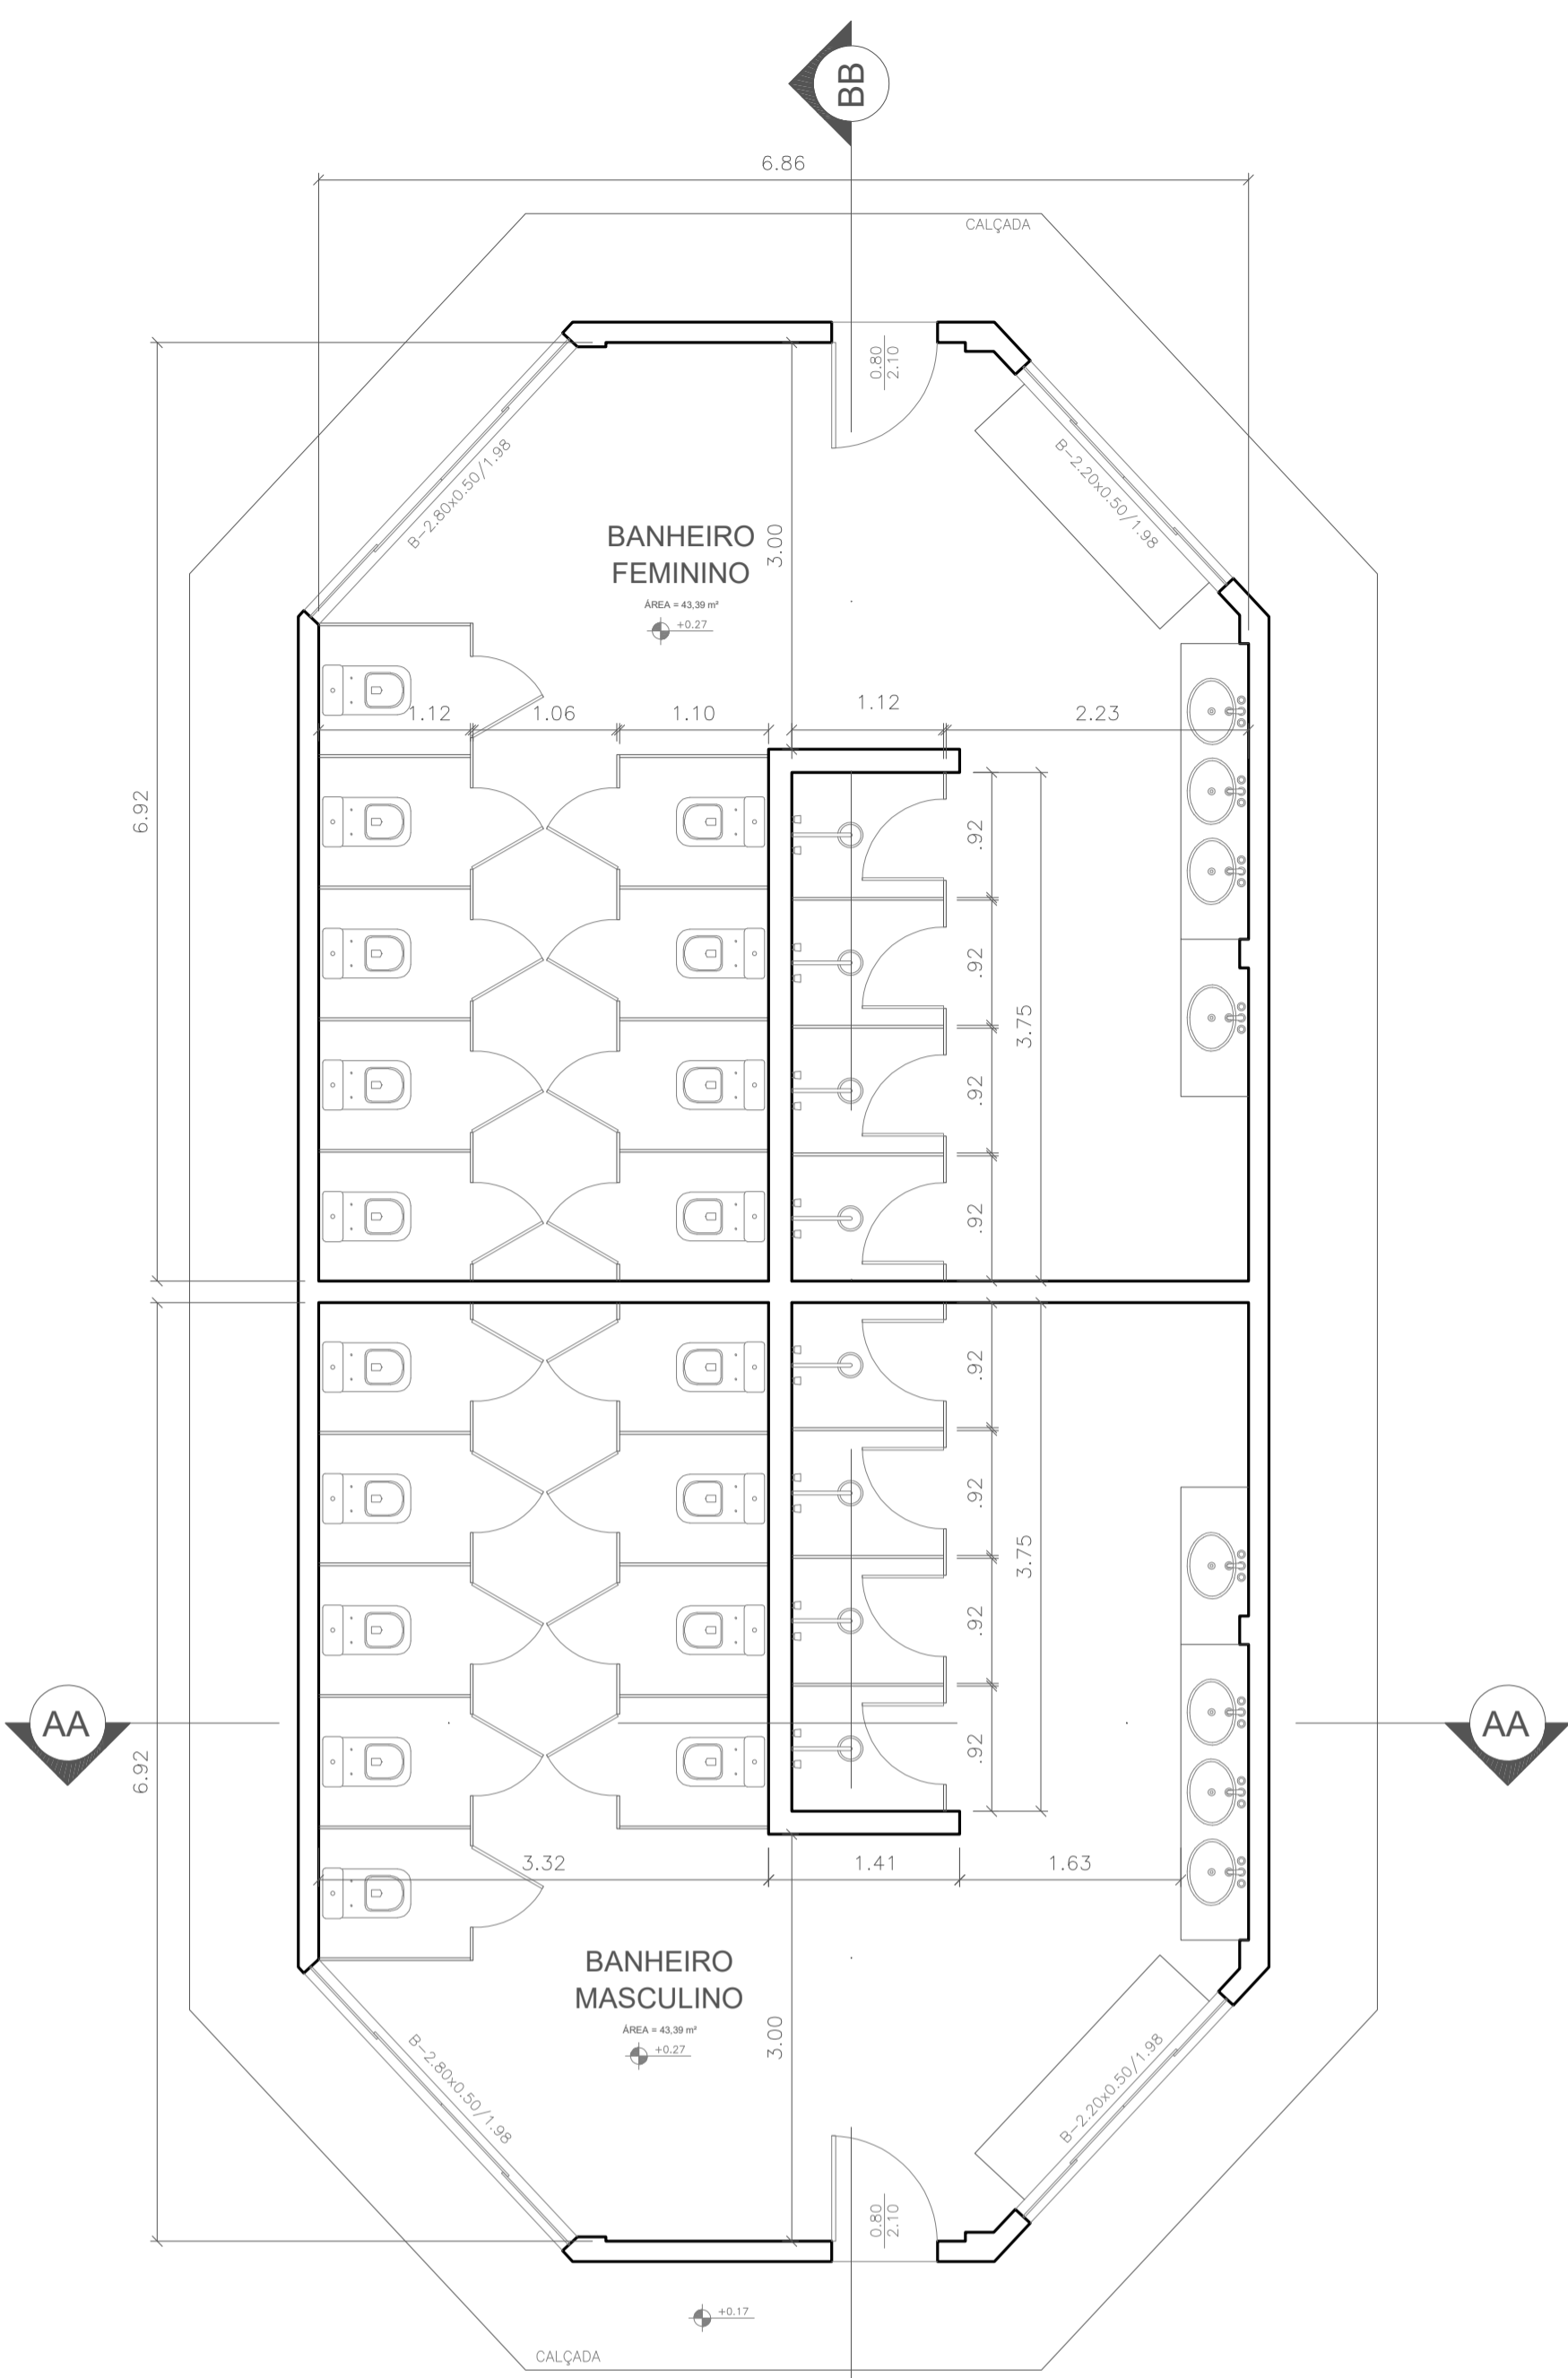 BB
6.86
CALÇADA
0.80
2.10
B-2.80x0.50/1.98
B-2.20x0.50/1.98
BANHEIRO
FEMININO
ÁREA = 43,39 m²
+0.27
3.00
1.12
1.06
1.10
1.12
2.23
6.92
.92
.92
.92
.92
3.75
.92
.92
.92
.92
3.75
AA
AA
6.92
3.32
1.41
1.63
BANHEIRO
MASCULINO
ÁREA = 43,39 m²
+0.27
3.00
B-2.80x0.50/1.98
B-2.20x0.50/1.98
0.80
2.10
+0.17
CALÇADA